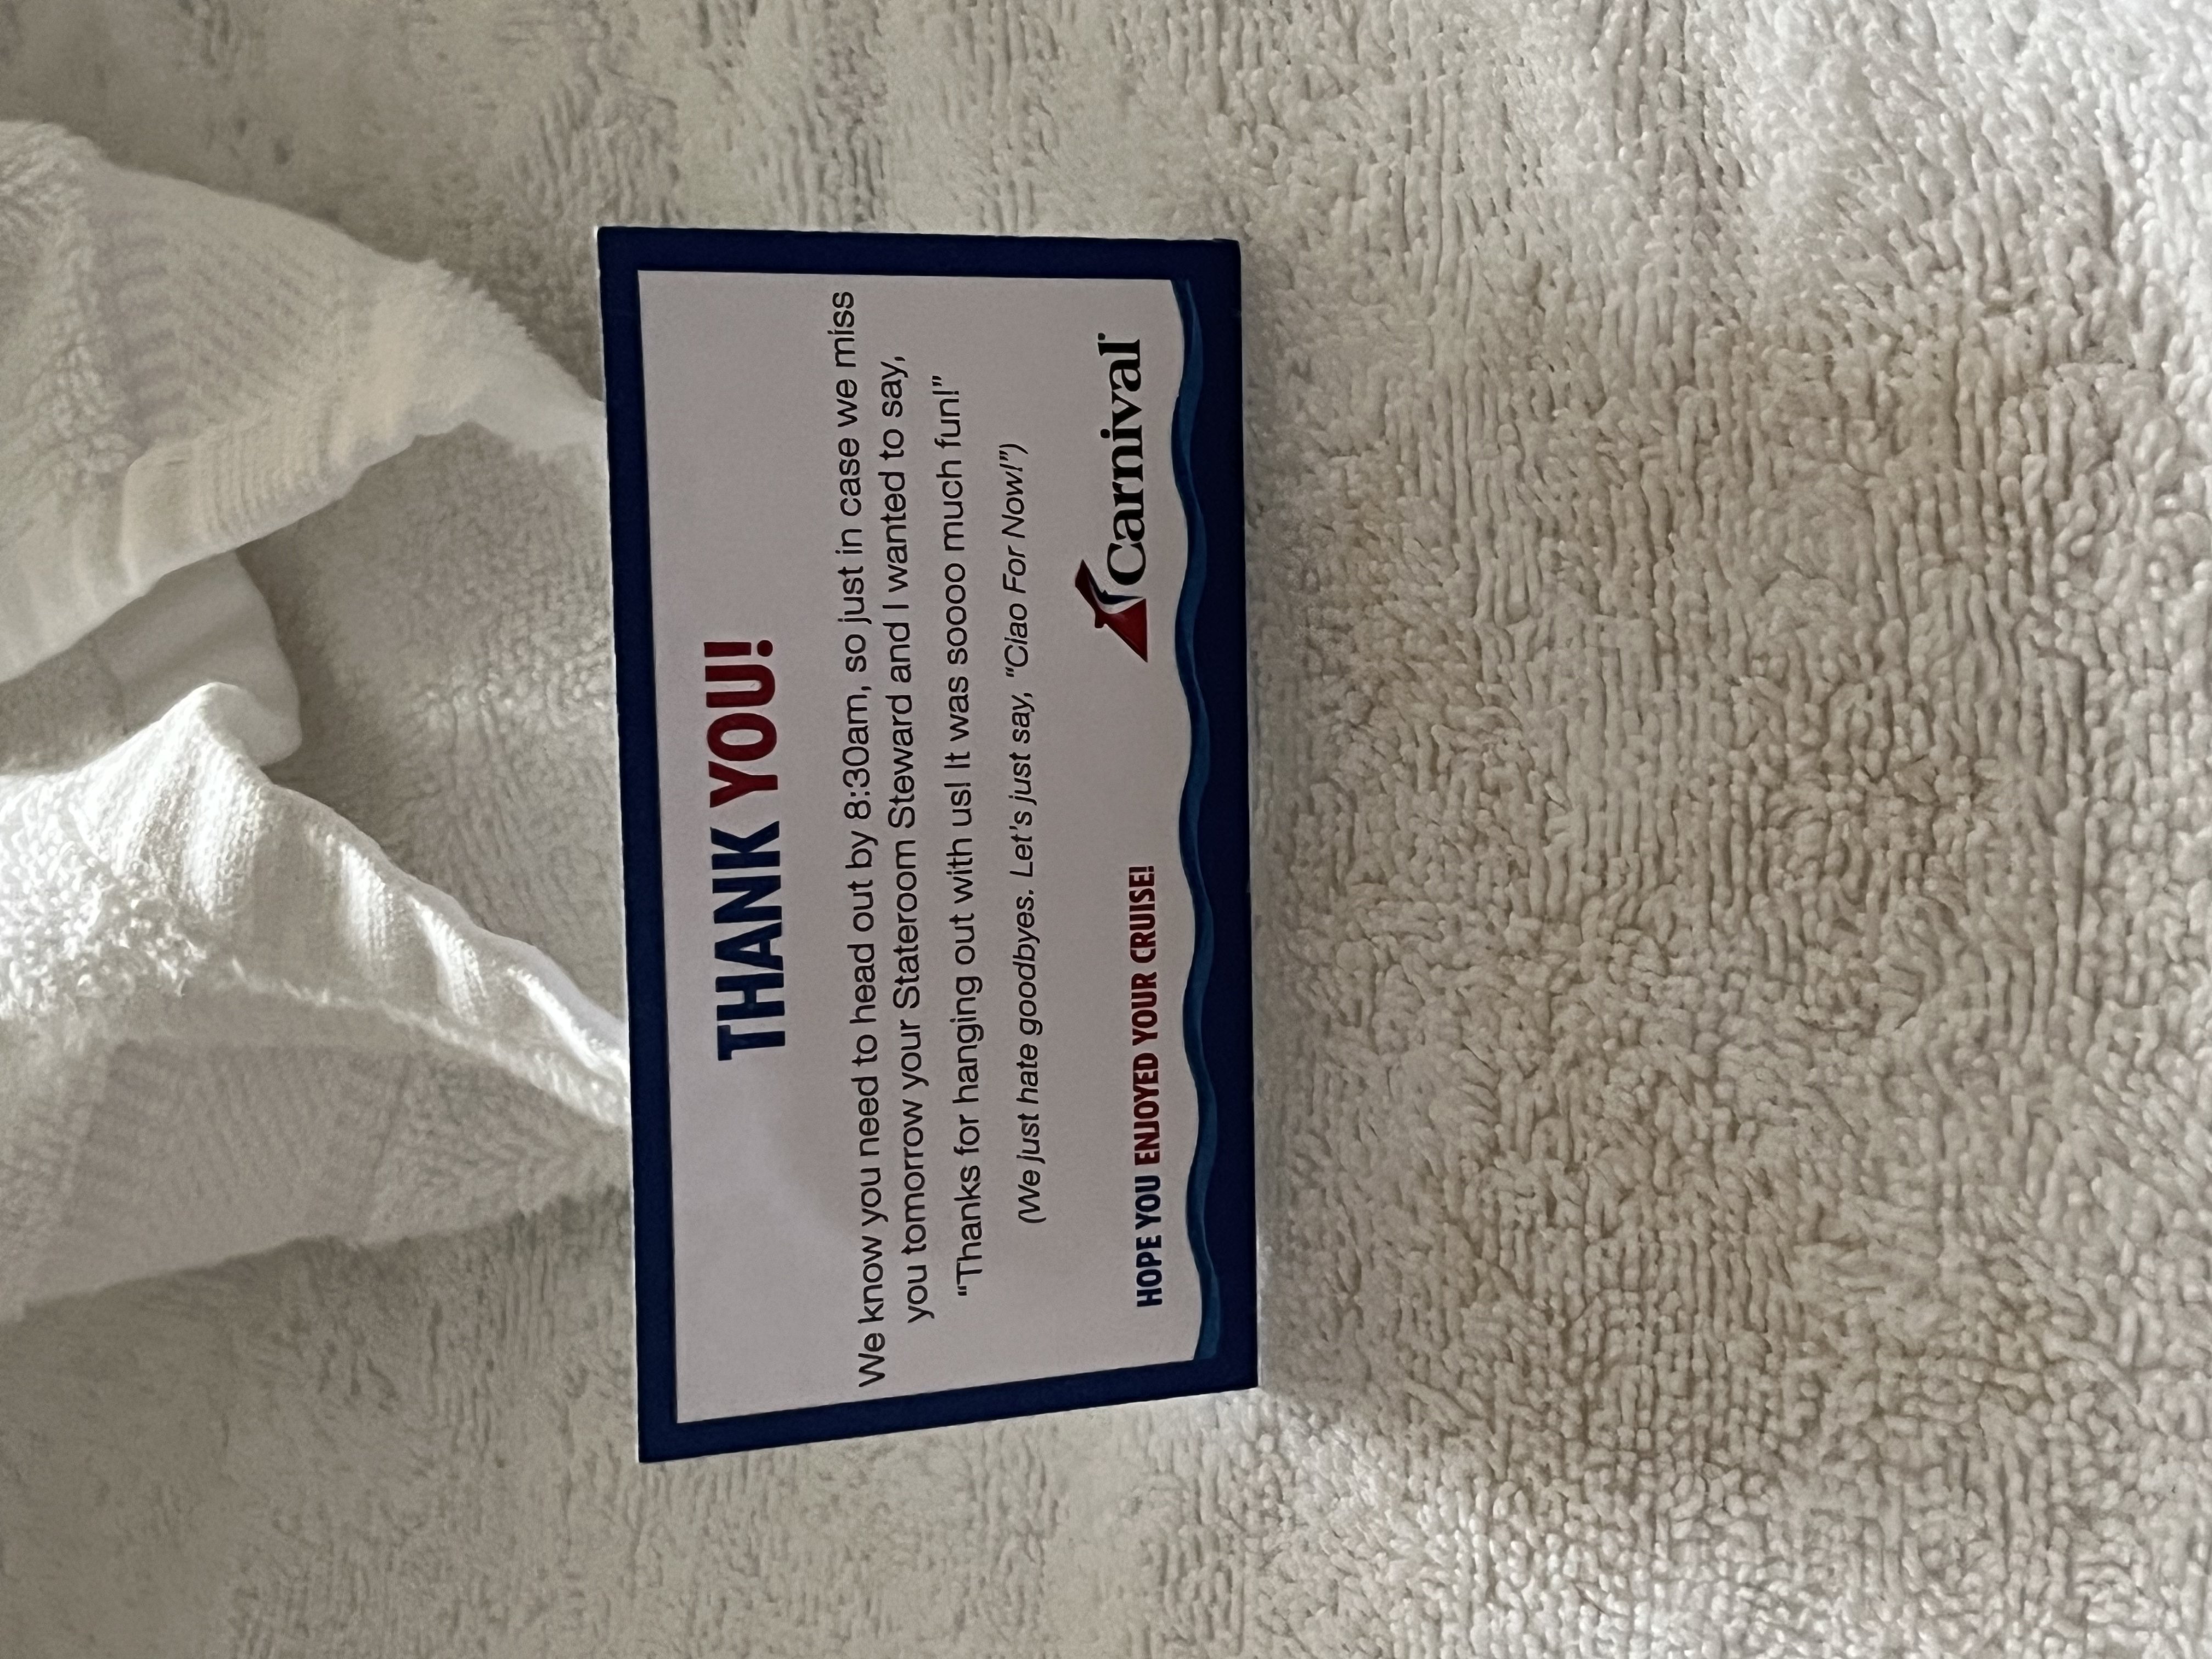 THANK YOU!
We know you need to head out by 8:30am, so just in case we miss
you tomorrow your Stateroom Steward and I wanted to say,
“Thanks for hanging out with us! It was soooo much fun!”
(We just hate goodbyes. Let’s just say, “Ciao For Now!”)
HOPE YOU ENJOYED YOUR CRUISE!
Carnival